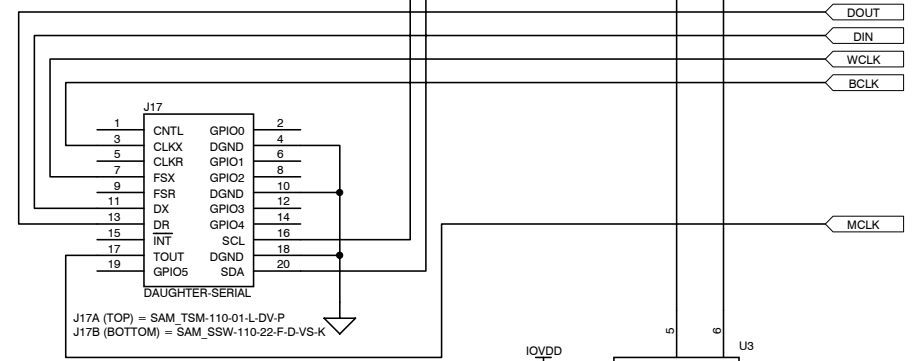 DOUT
DIN
WCLK
BCLK
J17
1 CNTL GPIO0 2
3 CLKX DGND 4
5 CLKR GPIO1 6
7 FSX GPIO2 8
9 FSR DGND 10
11 DX GPIO3 12
13 DR GPIO4 14
MCLK
15 INT SCL 16
17 TOUT DGND 18
19 GPIO5 SDA 20
DAUGHTER-SERIAL
J17A (TOP) = SAM_TSM-110-01-L-DV-P
J17B (BOTTOM) = SAM_SSW-110-22-F-D-VS-K
5 6
IOVDD U3